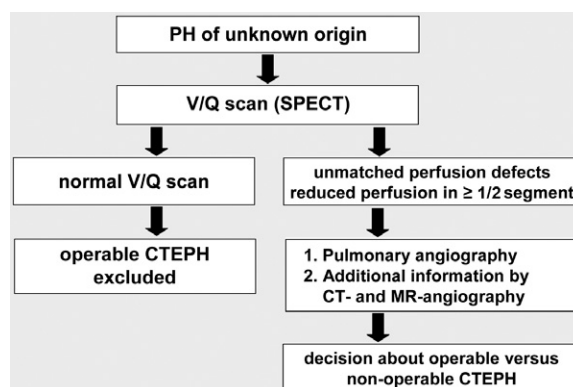 PH of unknown origin
V/Q scan (SPECT)
normal V/Q scan
unmatched perfusion defects
reduced perfusion in ≥ 1/2 segment
operable CTEPH
excluded
1. Pulmonary angiography
2. Additional information by
CT- and MR-angiography
decision about operable versus
non-operable CTEPH